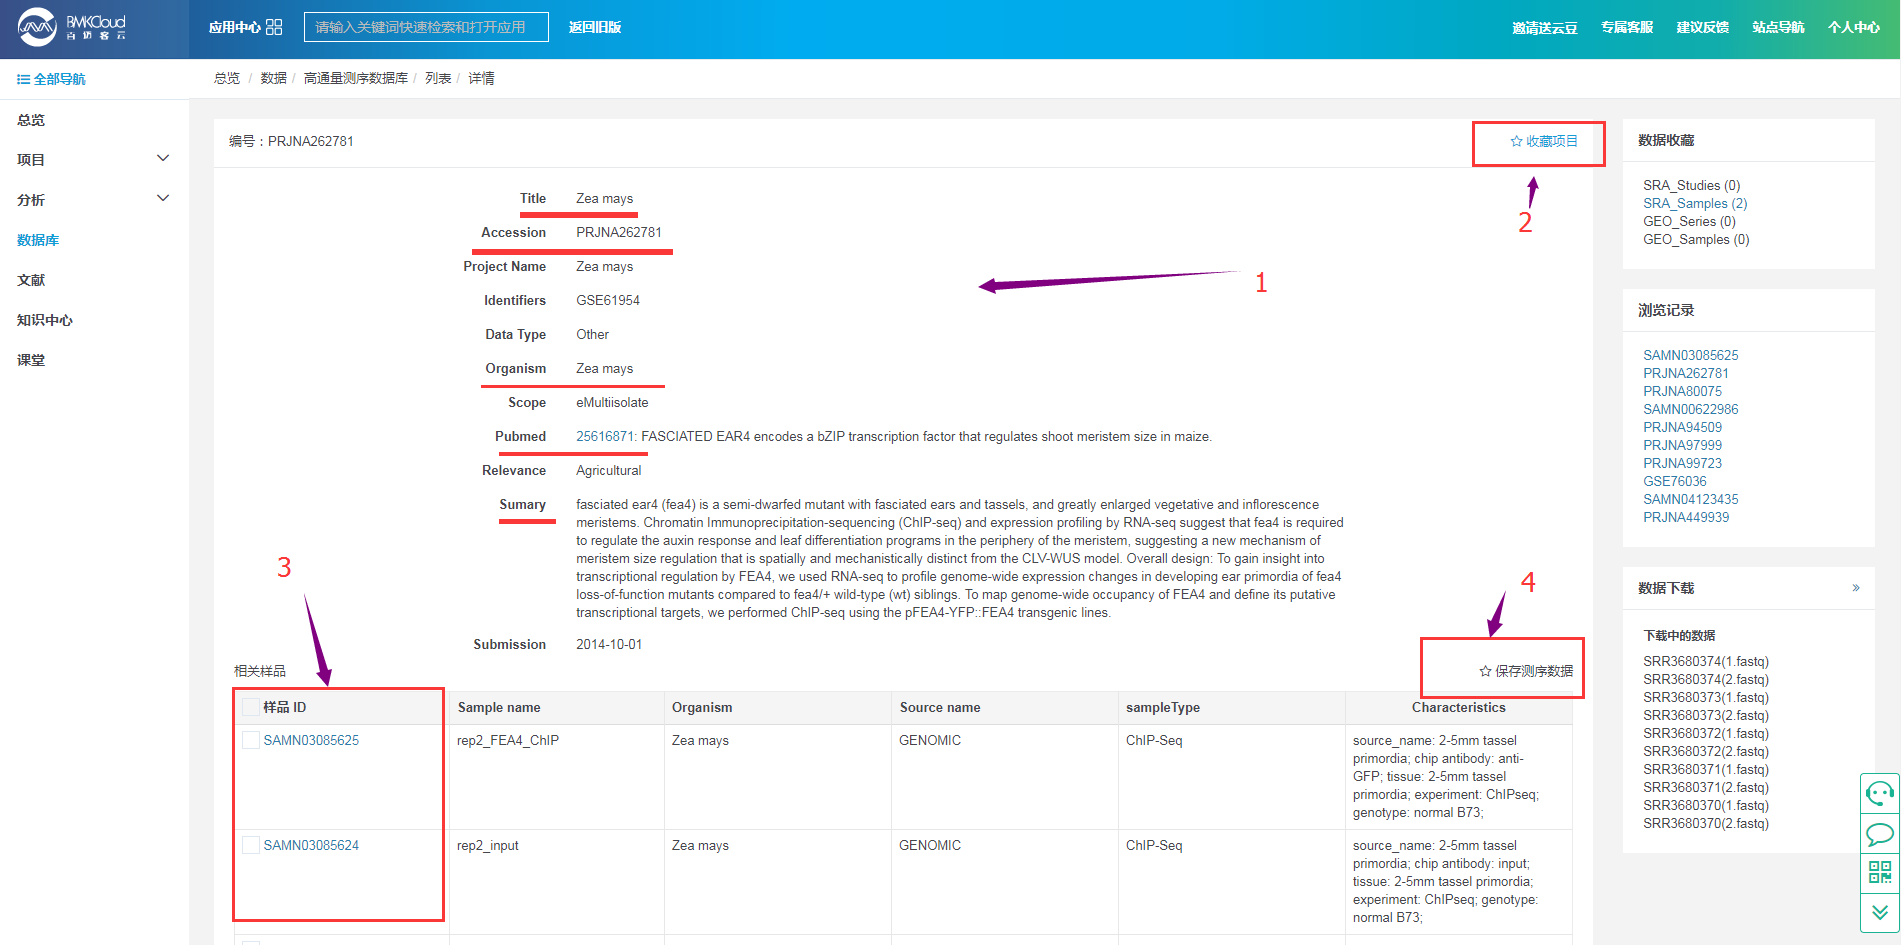 BMKCloud
百迈客云
应用中心
请输入关键词快速检索和打开应用
返回旧版
邀请送云豆
专属客服
建议反馈
站点导航
个人中心
全部导航
总览 / 数据 / 高通量测序数据库 / 列表 / 详情
总览
项目
分析
数据库
文献
知识中心
课堂
编号：PRJNA262781
收藏项目
2
1
Title Zea mays
Accession PRJNA262781
Project Name Zea mays
Identifiers GSE61954
Data Type Other
Organism Zea mays
Scope eMultiisolate
Pubmed 25616871: FASCIATED EAR4 encodes a bZIP transcription factor that regulates shoot meristem size in maize.
Relevance Agricultural
Sumary fasciated ear4 (fea4) is a semi-dwarfed mutant with fasciated ears and tassels, and greatly enlarged vegetative and inflorescence
meristems. Chromatin Immunoprecipitation-sequencing (ChIP-seq) and expression profiling by RNA-seq suggest that fea4 is required
to regulate the auxin response and leaf differentiation programs in the periphery of the meristem, suggesting a new mechanism of
meristem size regulation that is spatially and mechanistically distinct from the CLV-WUS model. Overall design: To gain insight into
transcriptional regulation by FEA4, we used RNA-seq to profile genome-wide expression changes in developing ear primordia of fea4
loss-of-function mutants compared to fea4/+ wild-type (wt) siblings. To map genome-wide occupancy of FEA4 and define its putative
transcriptional targets, we performed ChIP-seq using the pFEA4-YFP::FEA4 transgenic lines.
Submission 2014-10-01
3
4
相关样品
保存测序数据
样品 ID Sample name Organism Source name sampleType Characteristics
SAMN03085625 rep2_FEA4_ChIP Zea mays GENOMIC ChIP-Seq source_name: 2-5mm tassel
primordia; chip antibody: anti-
GFP; tissue: 2-5mm tassel
primordia; experiment: ChIPseq;
genotype: normal B73;
SAMN03085624 rep2_input Zea mays GENOMIC ChIP-Seq source_name: 2-5mm tassel
primordia; chip antibody: input;
tissue: 2-5mm tassel primordia;
experiment: ChIPseq; genotype:
normal B73;
数据收藏
SRA_Studies (0)
SRA_Samples (2)
GEO_Series (0)
GEO_Samples (0)
浏览记录
SAMN03085625
PRJNA262781
PRJNA80075
SAMN00622986
PRJNA94509
PRJNA97999
PRJNA99723
GSE76036
SAMN04123435
PRJNA449939
数据下载 »
下载中的数据
SRR3680374(1.fastq)
SRR3680374(2.fastq)
SRR3680373(1.fastq)
SRR3680373(2.fastq)
SRR3680372(1.fastq)
SRR3680372(2.fastq)
SRR3680371(1.fastq)
SRR3680371(2.fastq)
SRR3680370(1.fastq)
SRR3680370(2.fastq)